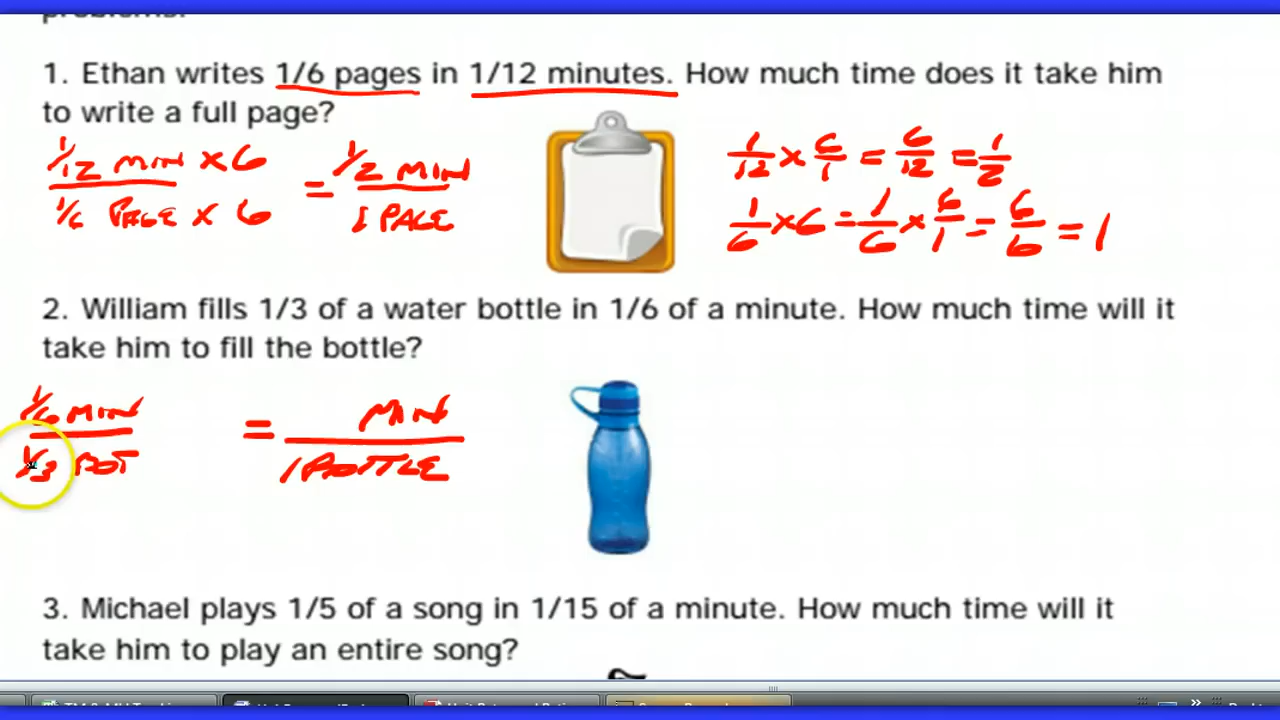 problems.
1. Ethan writes 1/6 pages in 1/12 minutes. How much time does it take him
to write a full page?
1/12 MIN x 6 = 1/2 MIN
1/6 PAGE x 6 1 PAGE
1/12 x 6/1 = 6/12 = 1/2
1/6 x 6 = 1/6 x 6/1 = 6/6 = 1
2. William fills 1/3 of a water bottle in 1/6 of a minute. How much time will it
take him to fill the bottle?
1/6 MIN = MIN
1/3 BOT 1 BOTTLE
3. Michael plays 1/5 of a song in 1/15 of a minute. How much time will it
take him to play an entire song?